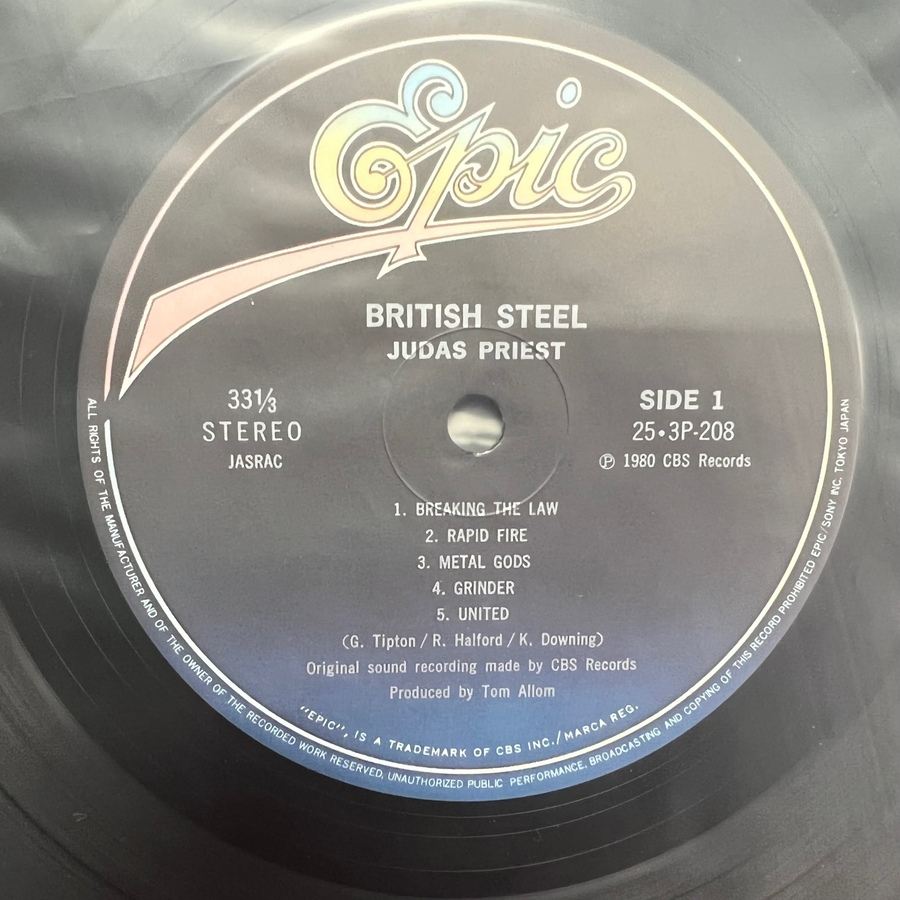 Epic
BRITISH STEEL
JUDAS PRIEST
33⅓
STEREO
JASRAC
SIDE 1
25•3P-208
Ⓟ 1980 CBS Records
1. BREAKING THE LAW
2. RAPID FIRE
3. METAL GODS
4. GRINDER
5. UNITED
(G. Tipton / R. Halford / K. Downing)
Original sound recording made by CBS Records
Produced by Tom Allom
"EPIC", IS A TRADEMARK OF CBS INC./MARCA REG.
ALL RIGHTS OF THE MANUFACTURER AND OF THE OWNER OF THE RECORDED WORK RESERVED, UNAUTHORIZED PUBLIC PERFORMANCE, BROADCASTING AND COPYING OF THIS RECORD PROHIBITED EPIC/SONY INC. TOKYO JAPAN